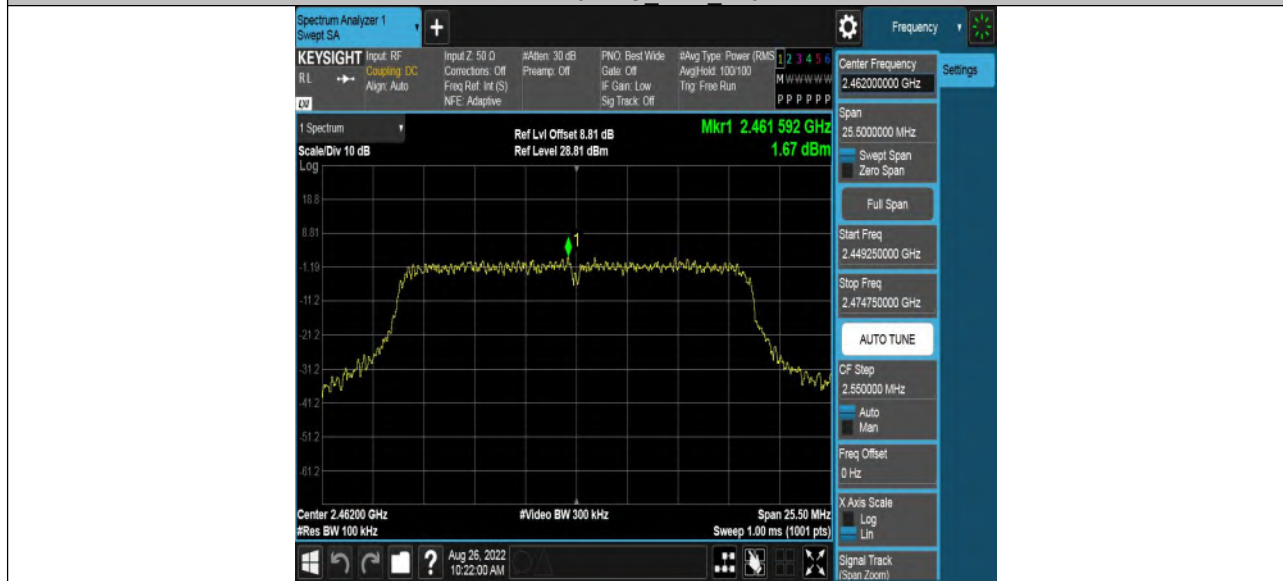 Spectrum Analyzer 1
Swept SA
+
Frequency
KEYSIGHT
RL
LXI
Input: RF
Coupling: DC
Align: Auto
Input Z: 50 Ω
Corrections: Off
Freq Ref: Int (S)
NFE: Adaptive
#Atten: 30 dB
Preamp: Off
PNO: Best Wide
Gate: Off
IF Gain: Low
Sig Track: Off
#Avg Type: Power (RMS
Avg|Hold: 100/100
Trig: Free Run
1 2 3 4 5 6
M W W W W W
P P P P P P
1 Spectrum
Scale/Div 10 dB
Log
Ref Lvl Offset 8.81 dB
Ref Level 28.81 dBm
Mkr1 2.461 592 GHz
1.67 dBm
18.8
8.81
-1.19
-11.2
-21.2
-31.2
-41.2
-51.2
-61.2
1
Center 2.46200 GHz
#Res BW 100 kHz
#Video BW 300 kHz
Span 25.50 MHz
Sweep 1.00 ms (1001 pts)
?
Aug 26, 2022
10:22:00 AM
Center Frequency
2.462000000 GHz
Settings
Span
25.5000000 MHz
Swept Span
Zero Span
Full Span
Start Freq
2.449250000 GHz
Stop Freq
2.474750000 GHz
AUTO TUNE
CF Step
2.550000 MHz
Auto
Man
Freq Offset
0 Hz
X Axis Scale
Log
Lin
Signal Track
(Span Zoom)